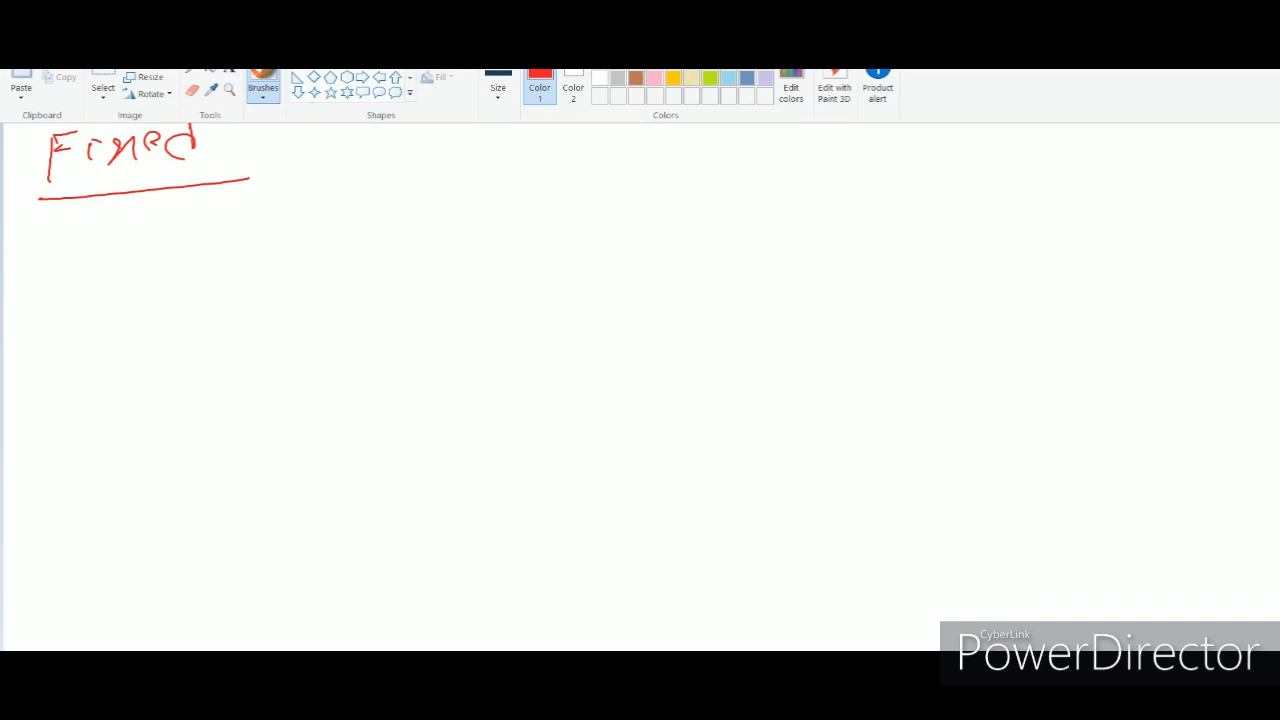 Paste
Copy
Select
Resize
Rotate
Brushes
Fill
Size
Color 1
Color 2
Edit colors
Edit with Paint 3D
Product alert
Clipboard
Image
Tools
Shapes
Colors
Fixed
CyberLink
PowerDirector